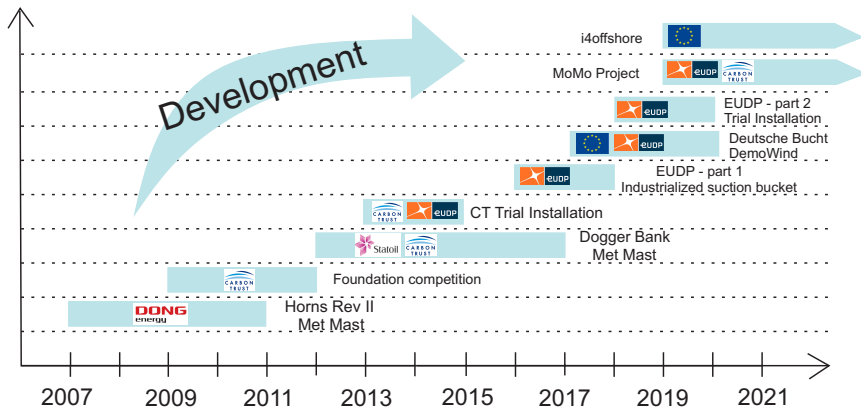 i4offshore
MoMo Project
EUDP
CARBON
TRUST
Development
EUDP
EUDP - part 2
Trial Installation
EUDP
Deutsche Bucht
DemoWind
EUDP
EUDP - part 1
Industrialized suction bucket
CARBON
TRUST
EUDP
CT Trial Installation
Statoil
CARBON
TRUST
Dogger Bank
Met Mast
CARBON
TRUST
Foundation competition
DONG
energy
Horns Rev II
Met Mast
2007 2009 2011 2013 2015 2017 2019 2021